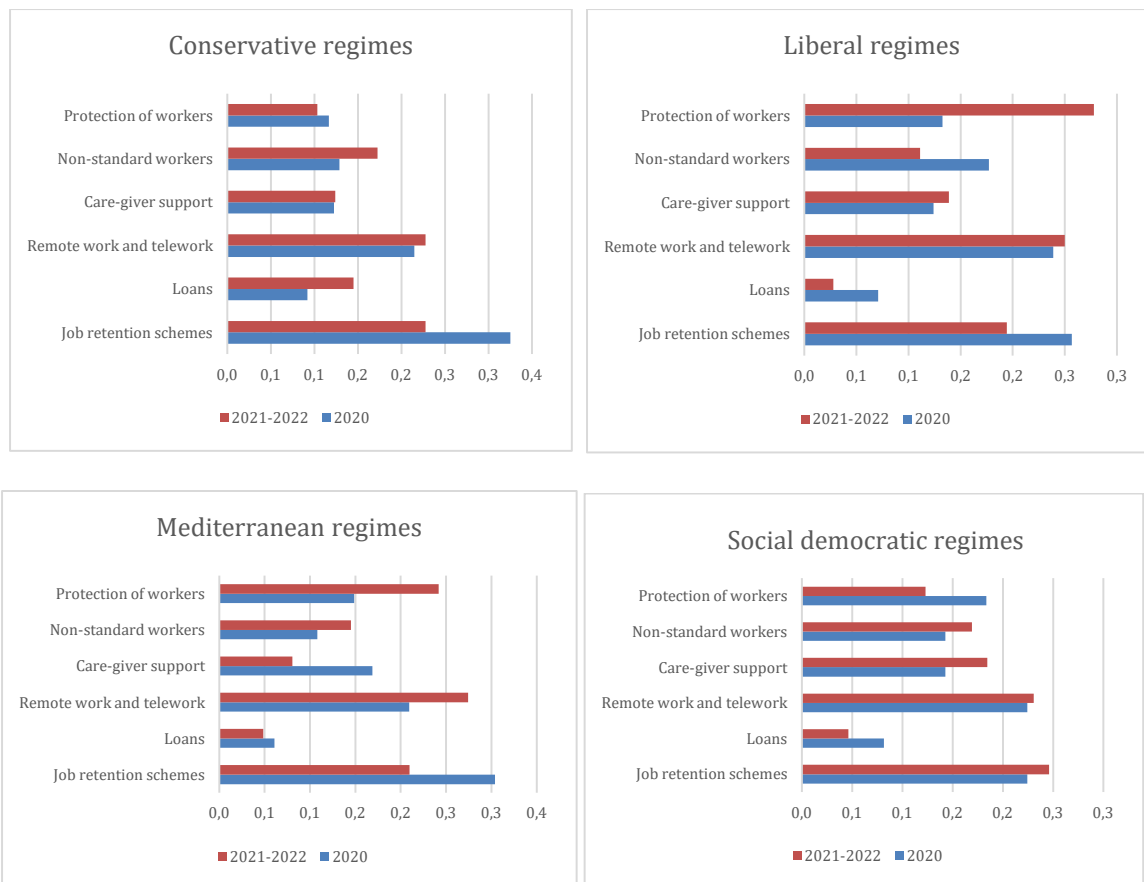 Conservative regimes
Protection of workers
Non-standard workers
Care-giver support
Remote work and telework
Loans
Job retention schemes
0,0 0,1 0,1 0,2 0,2 0,3 0,3 0,4
2021-2022 2020
Liberal regimes
Protection of workers
Non-standard workers
Care-giver support
Remote work and telework
Loans
Job retention schemes
0,0 0,1 0,1 0,2 0,2 0,3 0,3
2021-2022 2020
Mediterranean regimes
Protection of workers
Non-standard workers
Care-giver support
Remote work and telework
Loans
Job retention schemes
0,0 0,1 0,1 0,2 0,2 0,3 0,3 0,4
2021-2022 2020
Social democratic regimes
Protection of workers
Non-standard workers
Care-giver support
Remote work and telework
Loans
Job retention schemes
0,0 0,1 0,1 0,2 0,2 0,3 0,3
2021-2022 2020